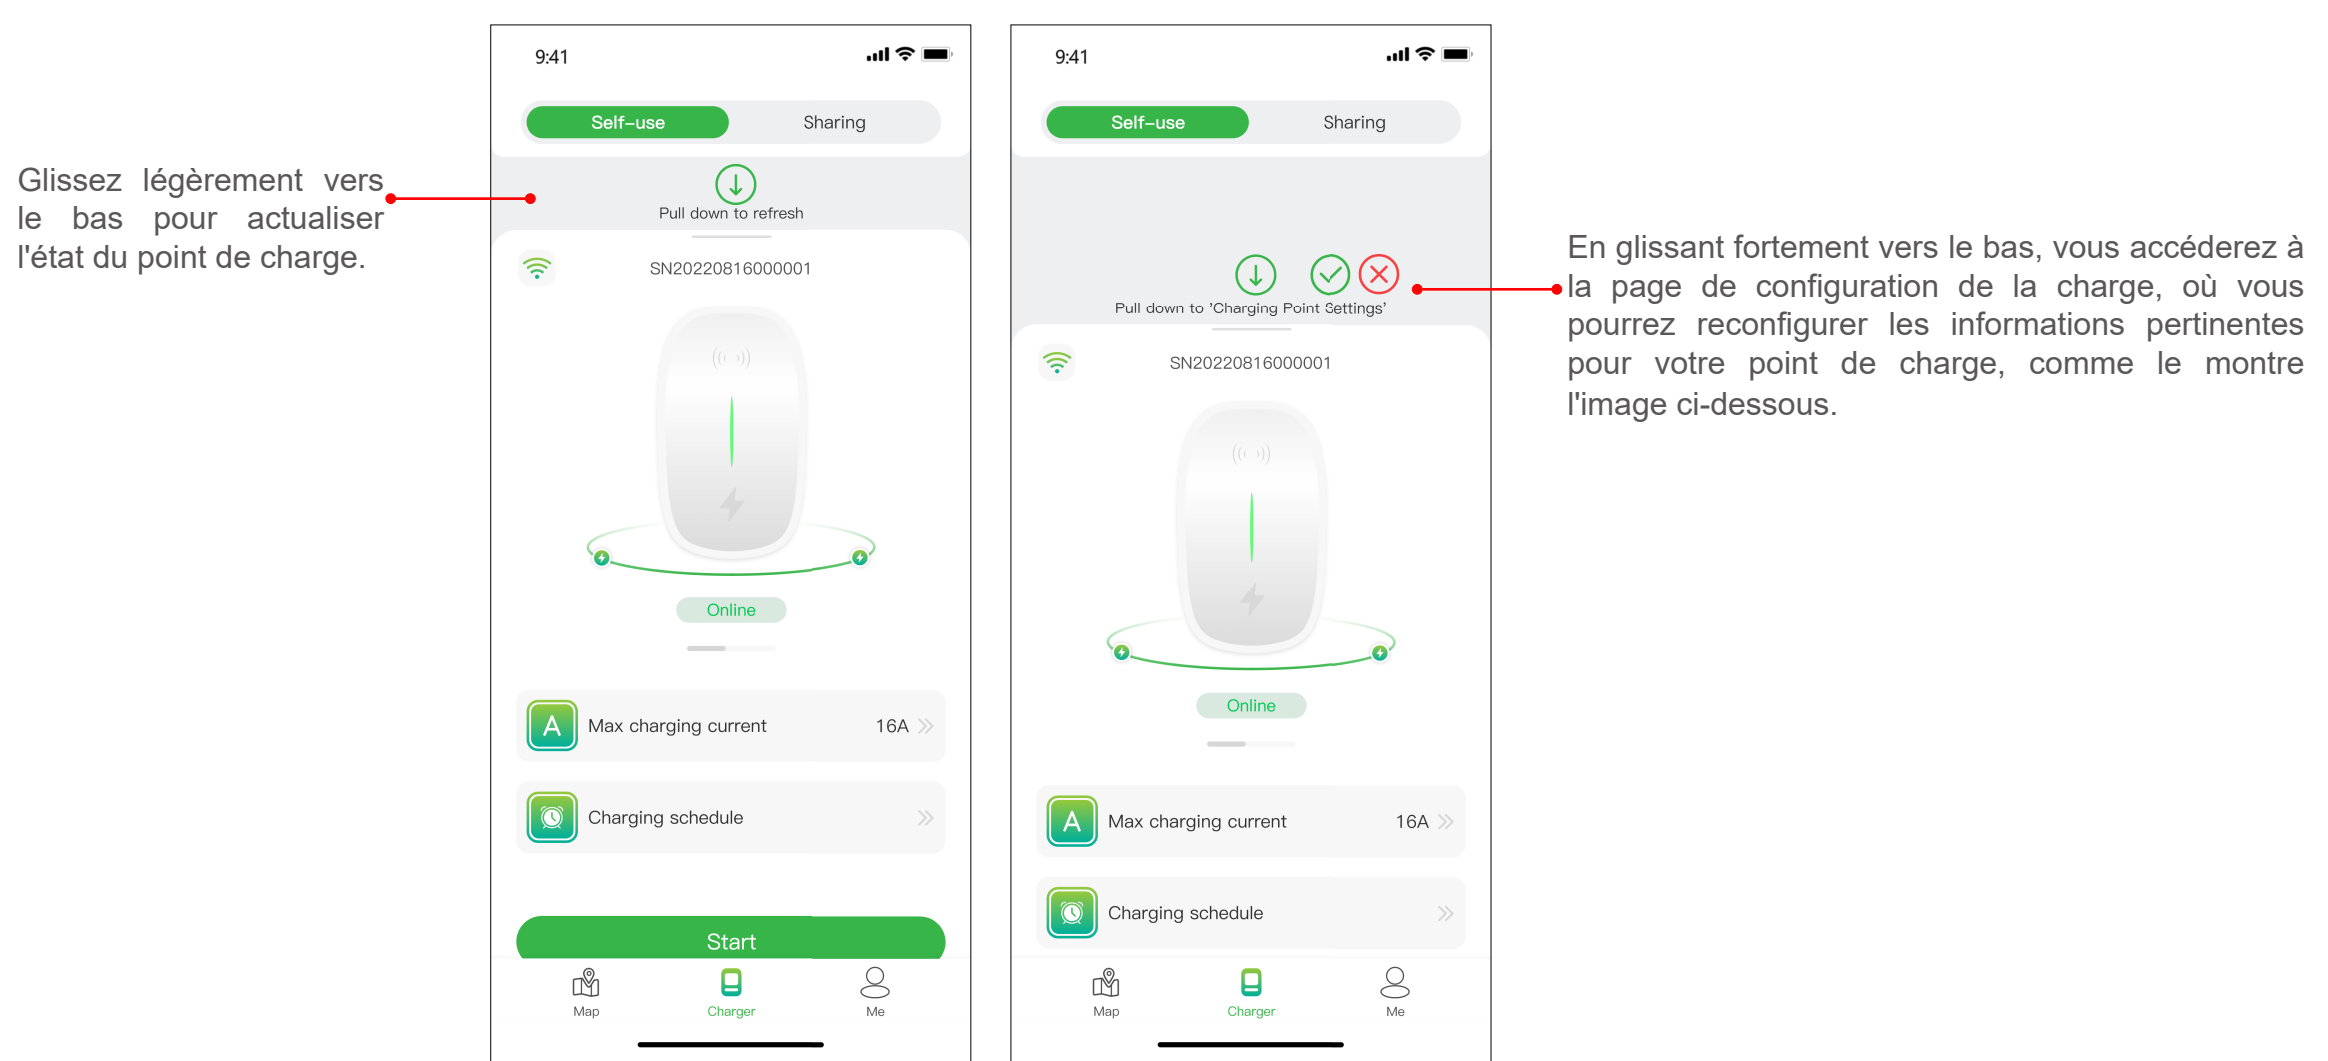 Glissez légèrement vers
le bas pour actualiser
l'état du point de charge.
9:41
Self-use
Sharing
Pull down to refresh
SN20220816000001
Online
A
Max charging current
16A
Charging schedule
Start
Map
Charger
Me
9:41
Self-use
Sharing
Pull down to 'Charging Point Settings'
SN20220816000001
Online
A
Max charging current
16A
Charging schedule
Map
Charger
Me
En glissant fortement vers le bas, vous accéderez à
la page de configuration de la charge, où vous
pourrez reconfigurer les informations pertinentes
pour votre point de charge, comme le montre
l'image ci-dessous.